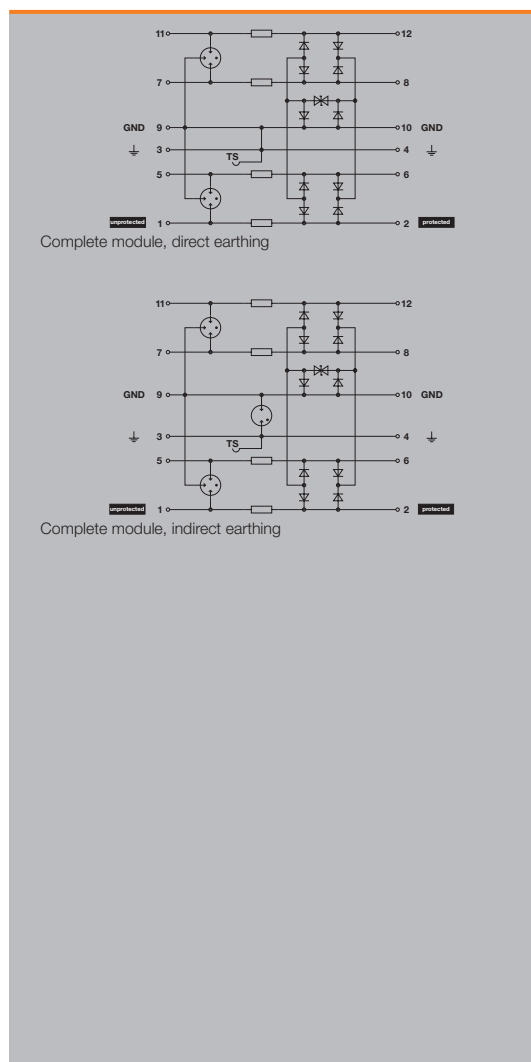 11 12
7 8
GND 9 10 GND
3 4
TS
5 6
unprotected 1 2 protected
Complete module, direct earthing
11 12
7 8
GND 9 10 GND
3 4
TS
5 6
unprotected 1 2 protected
Complete module, indirect earthing